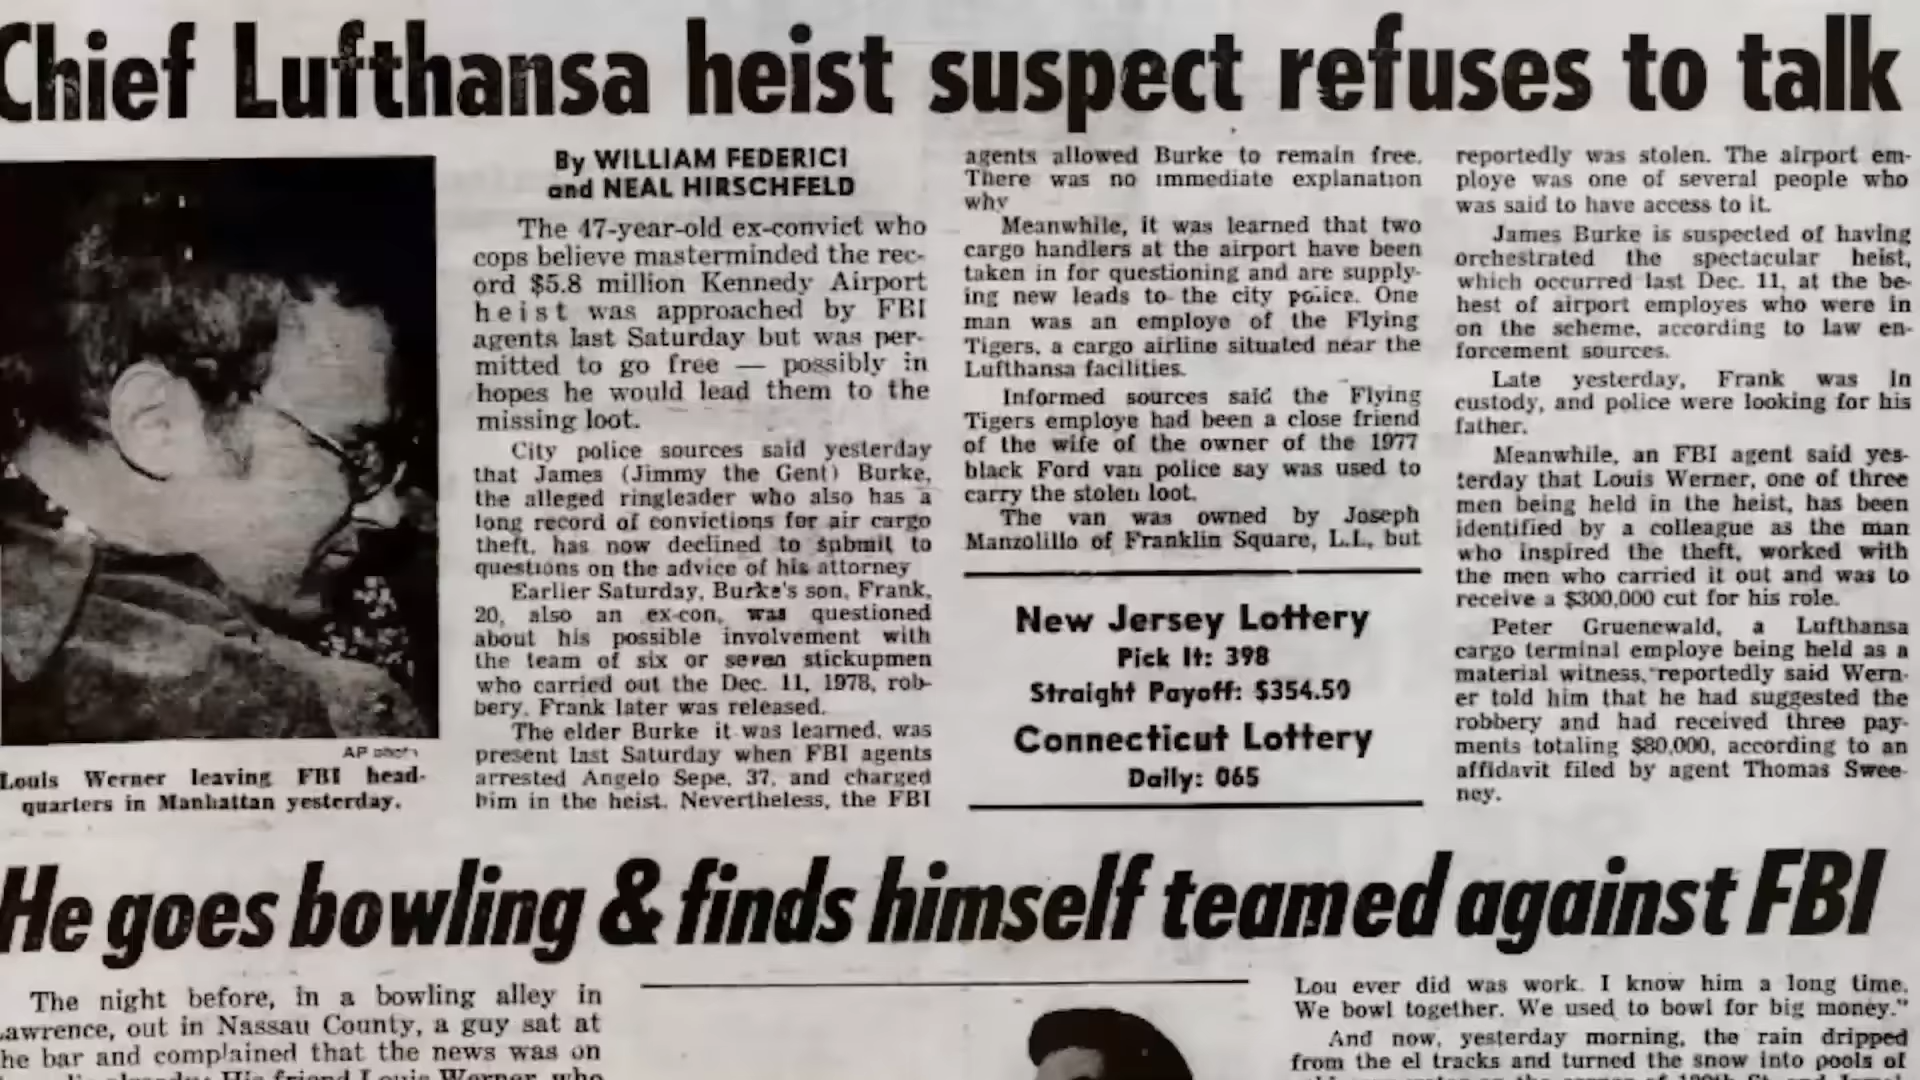 Chief Lufthansa heist suspect refuses to talk
AP photo
Louis Werner leaving FBI head-
quarters in Manhattan yesterday.
By WILLIAM FEDERICI
and NEAL HIRSCHFELD
The 47-year-old ex-convict who
cops believe masterminded the rec-
ord $5.8 million Kennedy Airport
heist was approached by FBI
agents last Saturday but was per-
mitted to go free — possibly in
hopes he would lead them to the
missing loot.
City police sources said yesterday
that James (Jimmy the Gent) Burke,
the alleged ringleader who also has a
long record of convictions for air cargo
theft, has now declined to submit to
questions on the advice of his attorney
Earlier Saturday, Burke's son, Frank,
20, also an ex-con, was questioned
about his possible involvement with
the team of six or seven stickupmen
who carried out the Dec. 11, 1978, rob-
bery. Frank later was released.
The elder Burke it was learned, was
present last Saturday when FBI agents
arrested Angelo Sepe, 37, and charged
him in the heist. Nevertheless, the FBI
agents allowed Burke to remain free.
There was no immediate explanation
why
Meanwhile, it was learned that two
cargo handlers at the airport have been
taken in for questioning and are supply-
ing new leads to the city police. One
man was an employe of the Flying
Tigers, a cargo airline situated near the
Lufthansa facilities.
Informed sources said the Flying
Tigers employe had been a close friend
of the wife of the owner of the 1977
black Ford van police say was used to
carry the stolen loot.
The van was owned by Joseph
Manzolillo of Franklin Square, L.I., but
New Jersey Lottery
Pick It: 398
Straight Payoff: $354.50
Connecticut Lottery
Daily: 065
reportedly was stolen. The airport em-
ploye was one of several people who
was said to have access to it.
James Burke is suspected of having
orchestrated the spectacular heist,
which occurred last Dec. 11, at the be-
hest of airport employes who were in
on the scheme, according to law en-
forcement sources.
Late yesterday, Frank was in
custody, and police were looking for his
father.
Meanwhile, an FBI agent said yes-
terday that Louis Werner, one of three
men being held in the heist, has been
identified by a colleague as the man
who inspired the theft, worked with
the men who carried it out and was to
receive a $300,000 cut for his role.
Peter Gruenewald, a Lufthansa
cargo terminal employe being held as a
material witness, reportedly said Wern-
er told him that he had suggested the
robbery and had received three pay-
ments totaling $80,000, according to an
affidavit filed by agent Thomas Swee-
ney.
He goes bowling & finds himself teamed against FBI
The night before, in a bowling alley in
awrence, out in Nassau County, a guy sat at
he bar and complained that the news was on
His friend Louis Werner, who
Lou ever did was work. I know him a long time.
We bowl together. We used to bowl for big money."
And now, yesterday morning, the rain dripped
from the el tracks and turned the snow into pools of